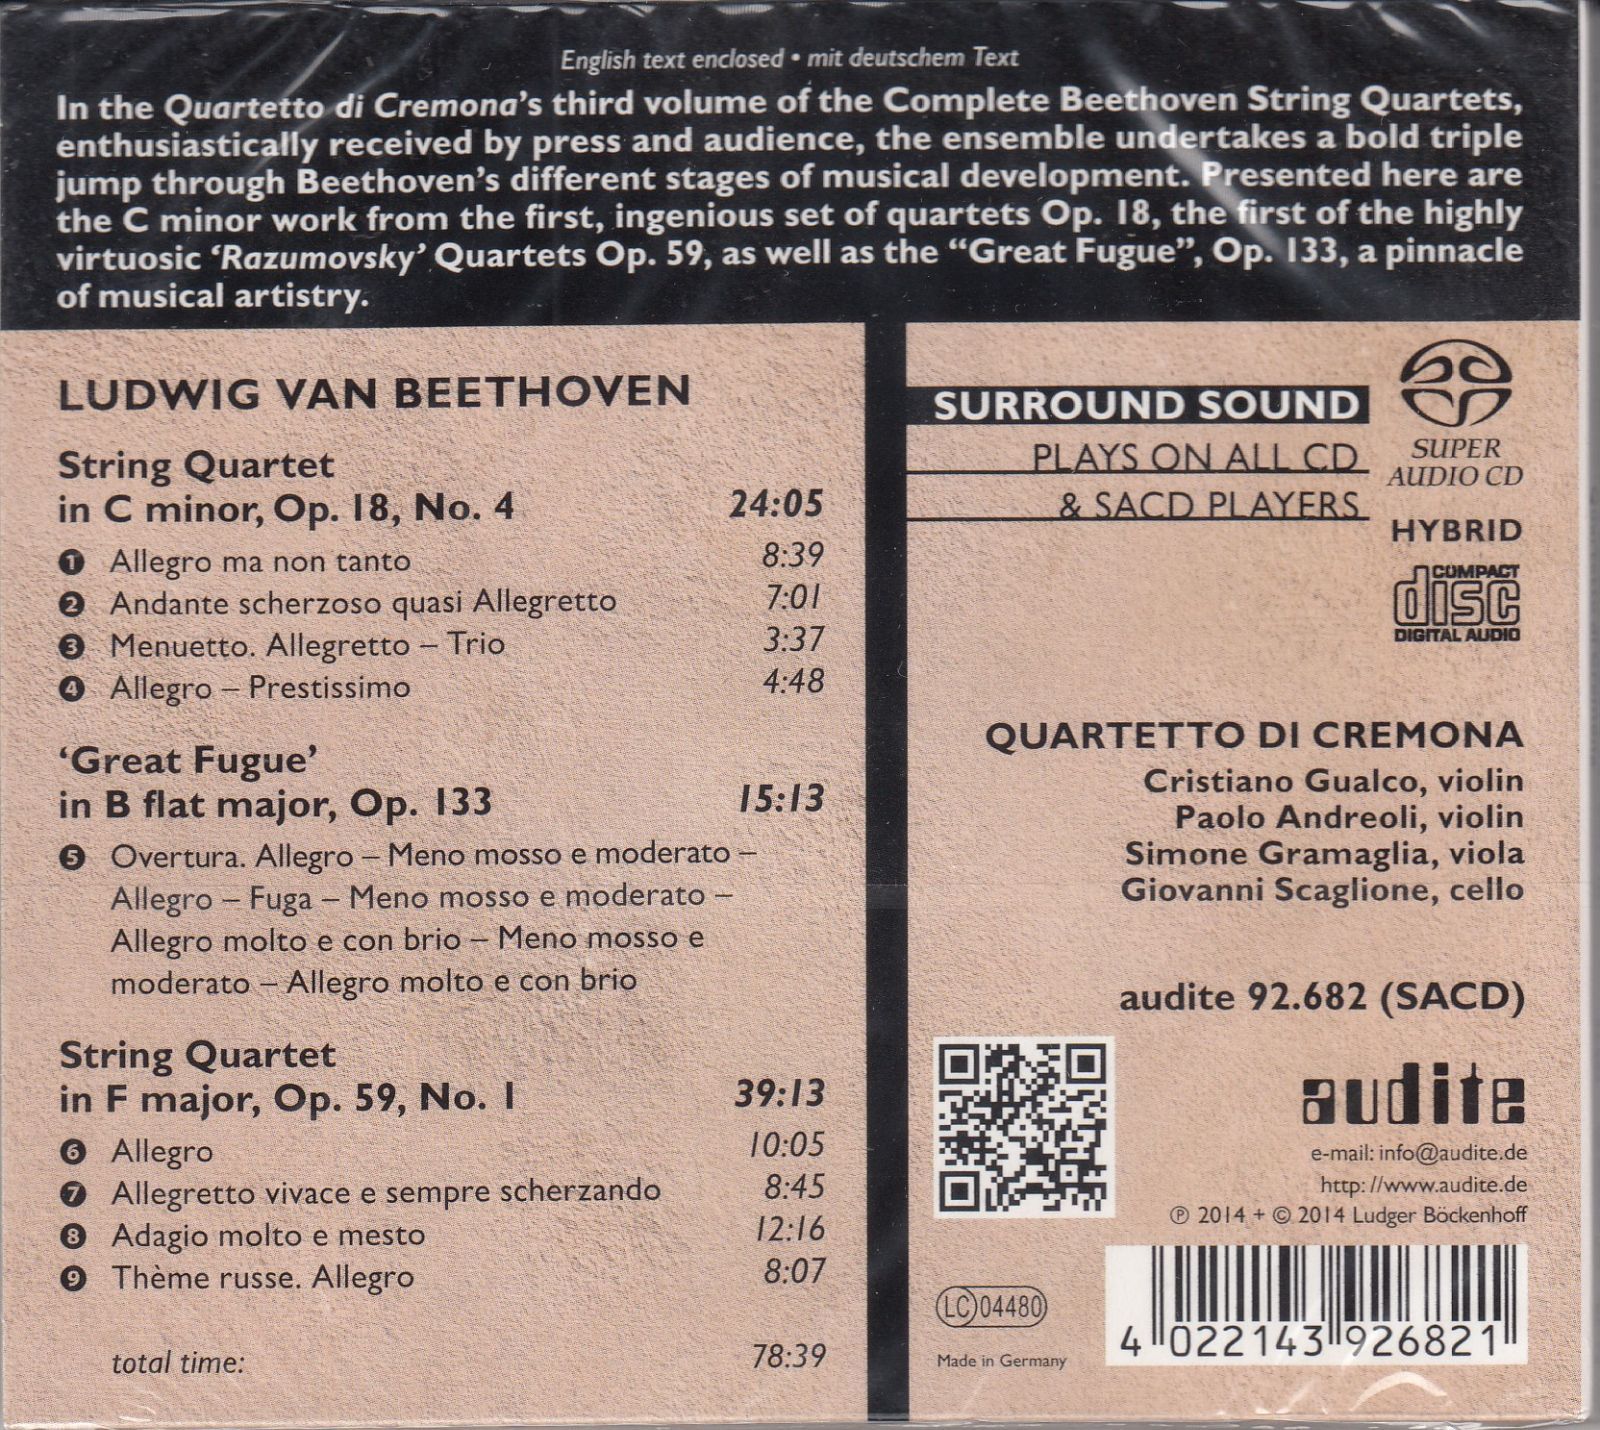 English text enclosed • mit deutschem Text
In the Quartetto di Cremona's third volume of the Complete Beethoven String Quartets,
enthusiastically received by press and audience, the ensemble undertakes a bold triple
jump through Beethoven's different stages of musical development. Presented here are
the C minor work from the first, ingenious set of quartets Op. 18, the first of the highly
virtuosic ‘Razumovsky’ Quartets Op. 59, as well as the “Great Fugue”, Op. 133, a pinnacle
of musical artistry.
LUDWIG VAN BEETHOVEN
String Quartet
in C minor, Op. 18, No. 4 24:05
1 Allegro ma non tanto 8:39
2 Andante scherzoso quasi Allegretto 7:01
3 Menuetto. Allegretto – Trio 3:37
4 Allegro – Prestissimo 4:48
‘Great Fugue’
in B flat major, Op. 133 15:13
5 Overtura. Allegro – Meno mosso e moderato –
Allegro – Fuga – Meno mosso e moderato –
Allegro molto e con brio – Meno mosso e
moderato – Allegro molto e con brio
String Quartet
in F major, Op. 59, No. 1 39:13
6 Allegro 10:05
7 Allegretto vivace e sempre scherzando 8:45
8 Adagio molto e mesto 12:16
9 Thème russe. Allegro 8:07
total time: 78:39
SURROUND SOUND
PLAYS ON ALL CD
& SACD PLAYERS
SUPER
AUDIO CD
HYBRID
COMPACT
disc
DIGITAL AUDIO
QUARTETTO DI CREMONA
Cristiano Gualco, violin
Paolo Andreoli, violin
Simone Gramaglia, viola
Giovanni Scaglione, cello
audite 92.682 (SACD)
audite
e-mail: info@audite.de
http: //www.audite.de
℗ 2014 + © 2014 Ludger Böckenhoff
LC 04480
Made in Germany
4 022143 926821